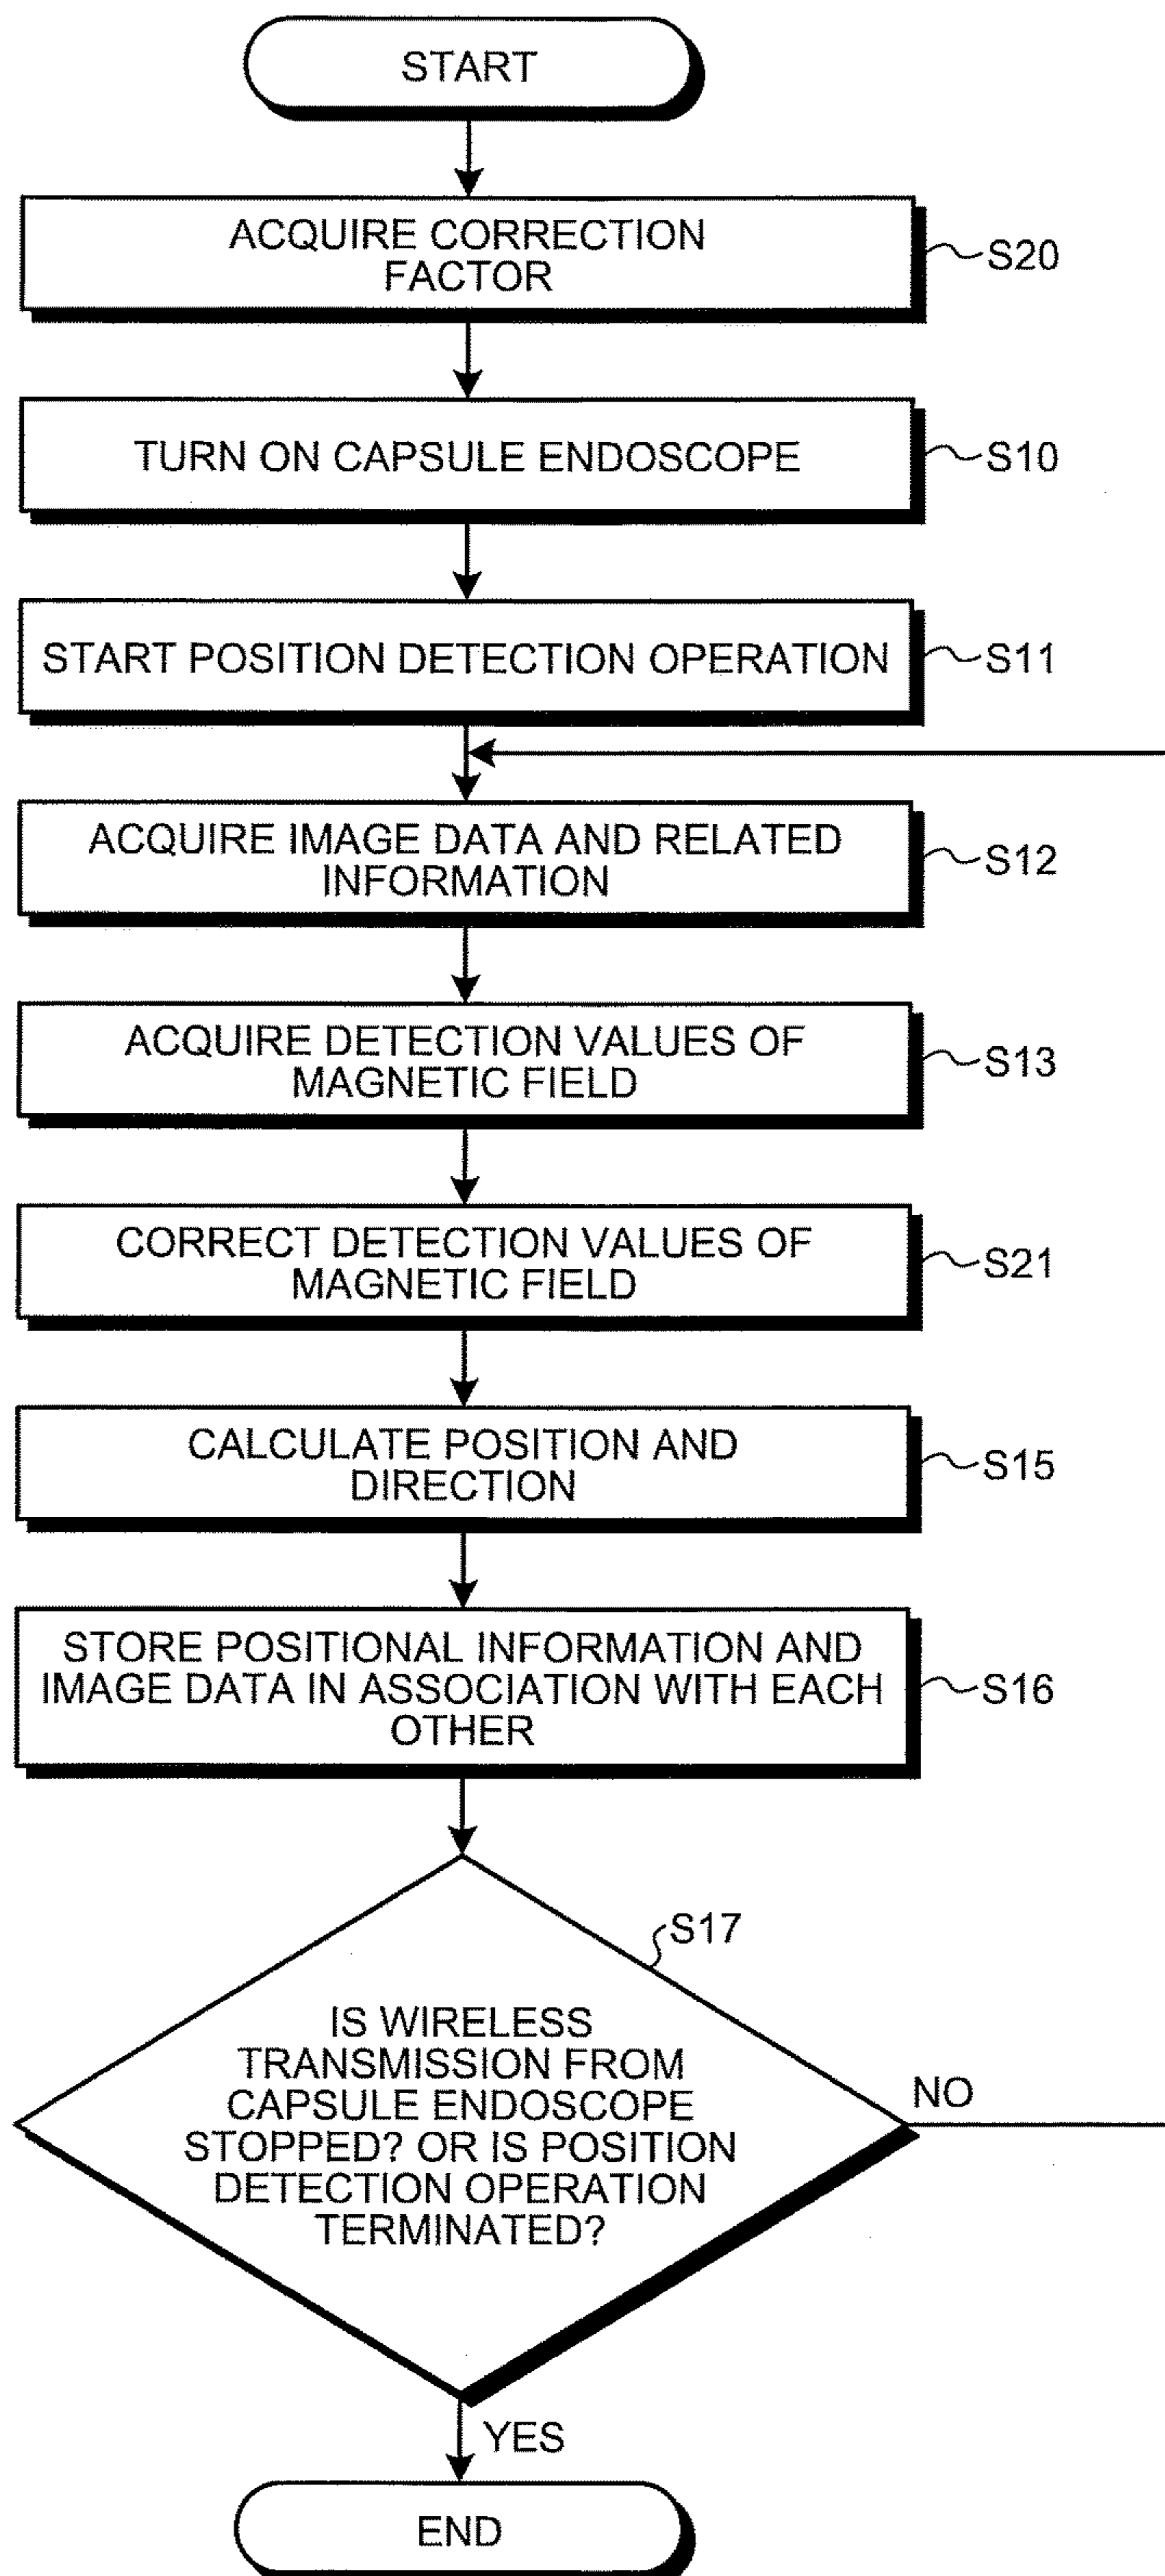 START
ACQUIRE CORRECTION
FACTOR
S20
TURN ON CAPSULE ENDOSCOPE
S10
START POSITION DETECTION OPERATION
S11
ACQUIRE IMAGE DATA AND RELATED
INFORMATION
S12
ACQUIRE DETECTION VALUES OF
MAGNETIC FIELD
S13
CORRECT DETECTION VALUES OF
MAGNETIC FIELD
S21
CALCULATE POSITION AND
DIRECTION
S15
STORE POSITIONAL INFORMATION AND
IMAGE DATA IN ASSOCIATION WITH EACH
OTHER
S16
S17
IS WIRELESS
TRANSMISSION FROM
CAPSULE ENDOSCOPE
STOPPED? OR IS POSITION
DETECTION OPERATION
TERMINATED?
NO
YES
END